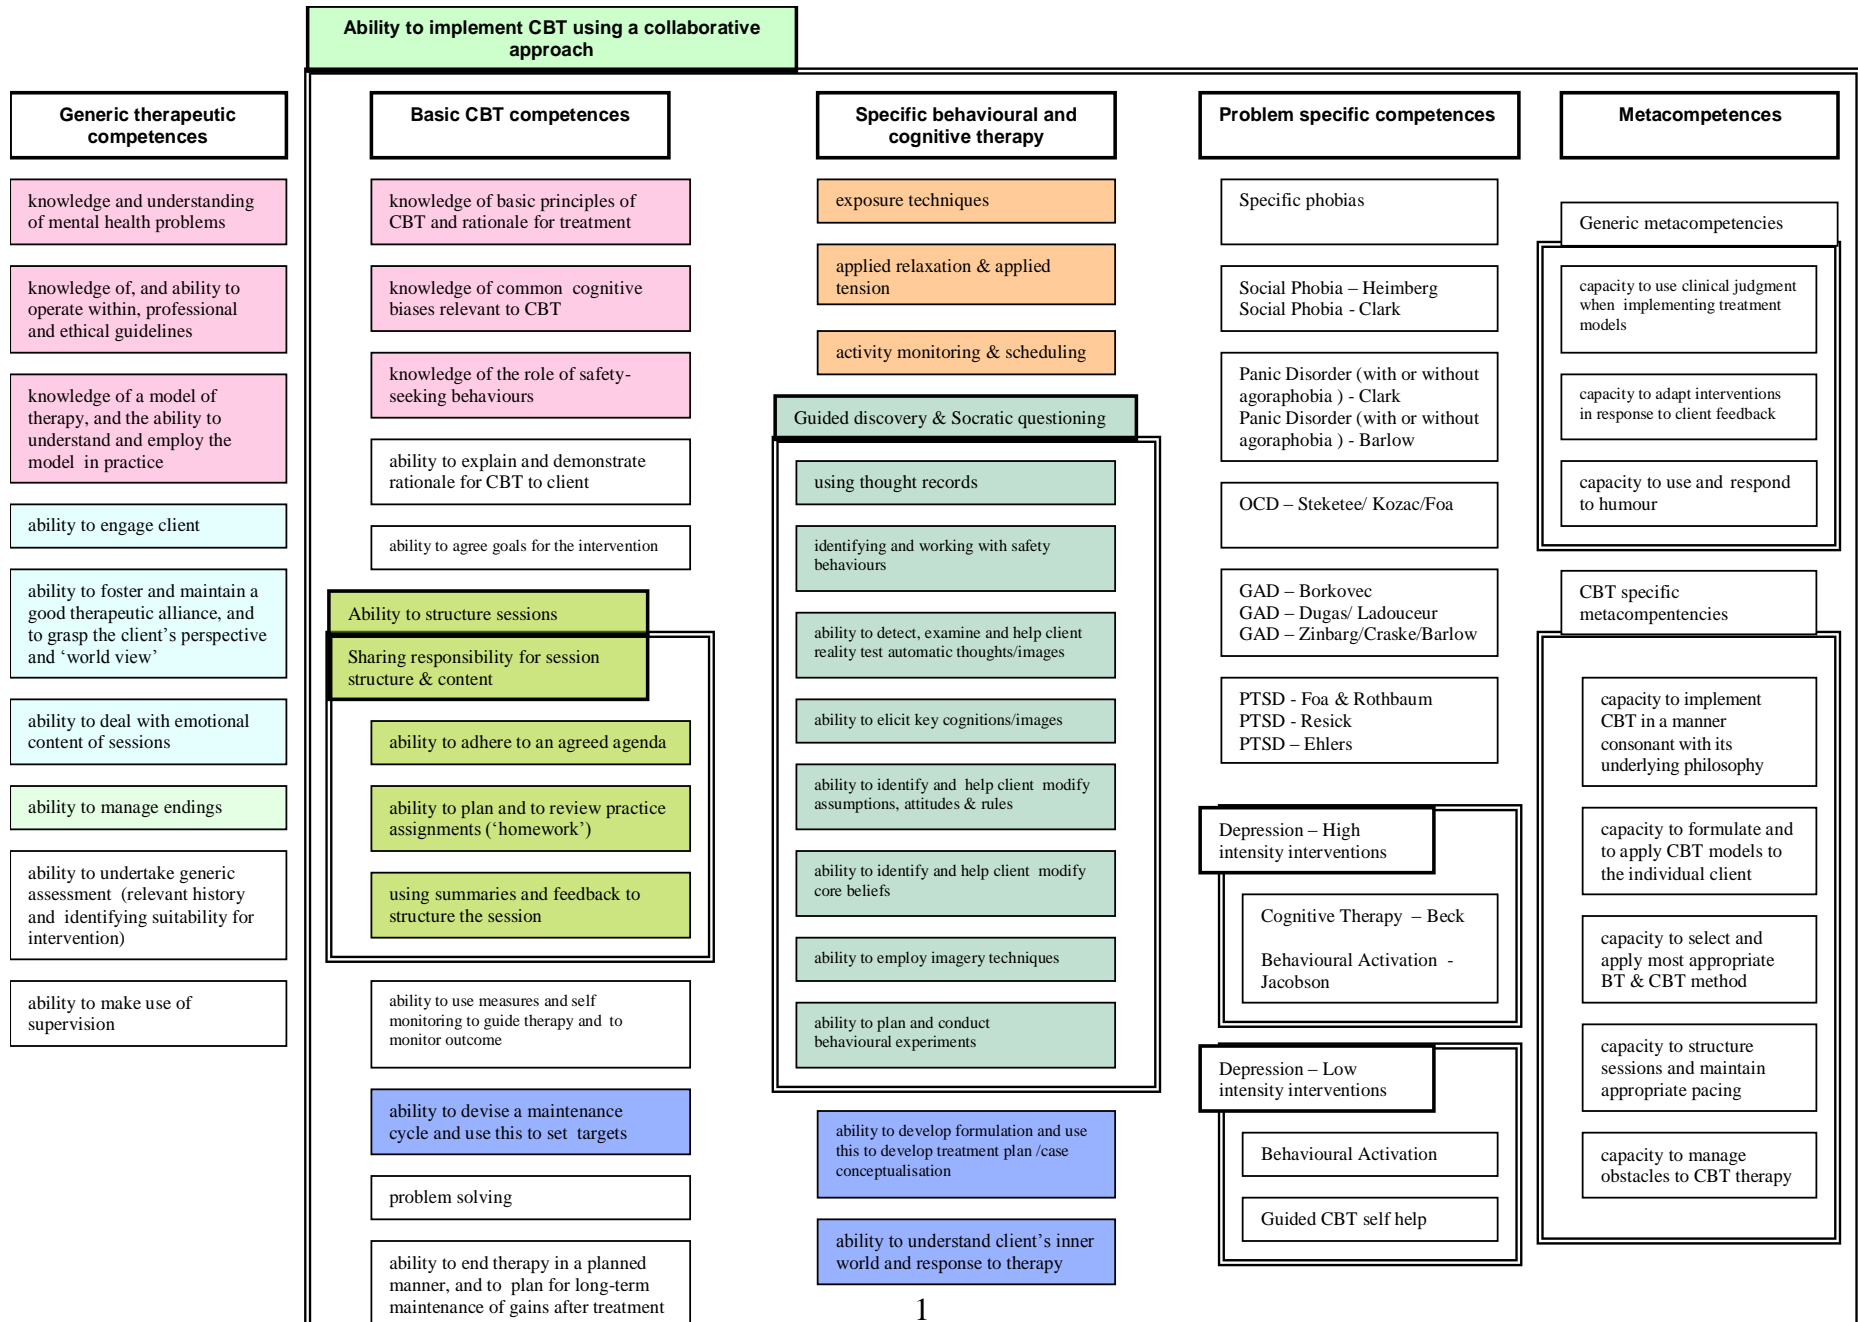 Ability to implement CBT using a collaborative
approach
Generic therapeutic
competences
knowledge and understanding
of mental health problems
knowledge of, and ability to
operate within, professional
and ethical guidelines
knowledge of a model of
therapy, and the ability to
understand and employ the
model in practice
ability to engage client
ability to foster and maintain a
good therapeutic alliance, and
to grasp the client’s perspective
and ‘world view’
ability to deal with emotional
content of sessions
ability to manage endings
ability to undertake generic
assessment (relevant history
and identifying suitability for
intervention)
ability to make use of
supervision
Basic CBT competences
knowledge of basic principles of
CBT and rationale for treatment
knowledge of common cognitive
biases relevant to CBT
knowledge of the role of safety-
seeking behaviours
ability to explain and demonstrate
rationale for CBT to client
ability to agree goals for the intervention
Ability to structure sessions
Sharing responsibility for session
structure & content
ability to adhere to an agreed agenda
ability to plan and to review practice
assignments (‘homework’)
using summaries and feedback to
structure the session
ability to use measures and self
monitoring to guide therapy and to
monitor outcome
ability to devise a maintenance
cycle and use this to set targets
problem solving
ability to end therapy in a planned
manner, and to plan for long-term
maintenance of gains after treatment
Specific behavioural and
cognitive therapy
exposure techniques
applied relaxation & applied
tension
activity monitoring & scheduling
Guided discovery & Socratic questioning
using thought records
identifying and working with safety
behaviours
ability to detect, examine and help client
reality test automatic thoughts/images
ability to elicit key cognitions/images
ability to identify and help client modify
assumptions, attitudes & rules
ability to identify and help client modify
core beliefs
ability to employ imagery techniques
ability to plan and conduct
behavioural experiments
ability to develop formulation and use
this to develop treatment plan /case
conceptualisation
ability to understand client’s inner
world and response to therapy
Problem specific competences
Specific phobias
Social Phobia – Heimberg
Social Phobia - Clark
Panic Disorder (with or without
agoraphobia ) - Clark
Panic Disorder (with or without
agoraphobia ) - Barlow
OCD – Steketee/ Kozac/Foa
GAD – Borkovec
GAD – Dugas/ Ladouceur
GAD – Zinbarg/Craske/Barlow
PTSD - Foa & Rothbaum
PTSD - Resick
PTSD – Ehlers
Depression – High
intensity interventions
Cognitive Therapy – Beck
Behavioural Activation -
Jacobson
Depression – Low
intensity interventions
Behavioural Activation
Guided CBT self help
Metacompetences
Generic metacompetencies
capacity to use clinical judgment
when implementing treatment
models
capacity to adapt interventions
in response to client feedback
capacity to use and respond
to humour
CBT specific
metacompentencies
capacity to implement
CBT in a manner
consonant with its
underlying philosophy
capacity to formulate and
to apply CBT models to
the individual client
capacity to select and
apply most appropriate
BT & CBT method
capacity to structure
sessions and maintain
appropriate pacing
capacity to manage
obstacles to CBT therapy
1